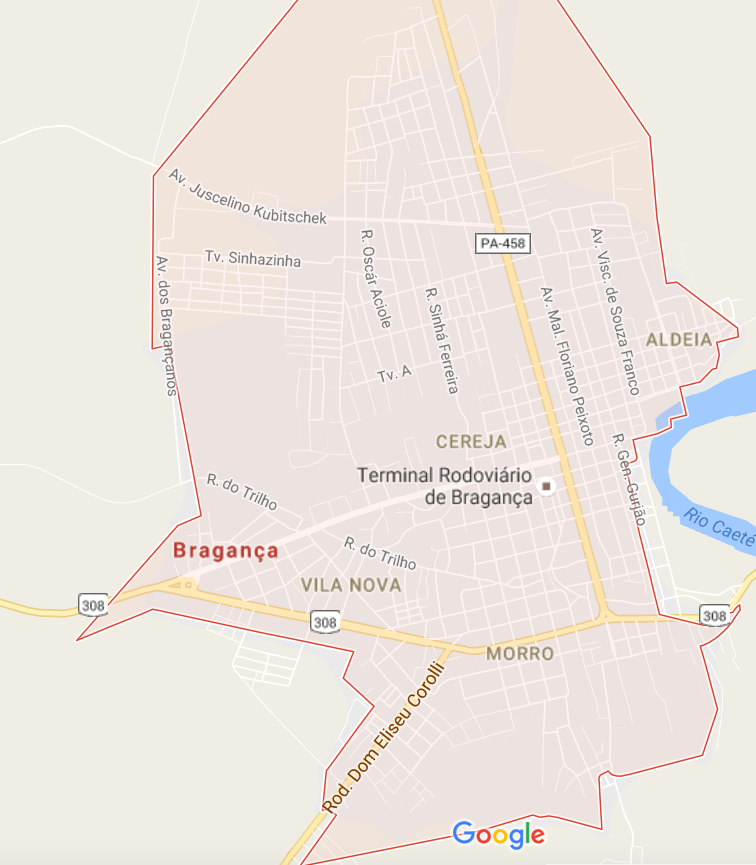 Av. Juscelino Kubitschek
PA-458
Tv. Sinhazinha
R. Oscár Aciole
Av. dos Bragançanos
Av. Visc. de Souza Franco
R. Sinhá Ferreira
Av. Mal. Floriano Peixoto
ALDEIA
Tv. A
CEREJA
Terminal Rodoviário
de Bragança
R. Gen. Gurjão
R. do Trilho
Rio Caeté
Bragança
R. do Trilho
VILA NOVA
308
308
308
MORRO
Rod. Dom Eliseu Corolli
Google